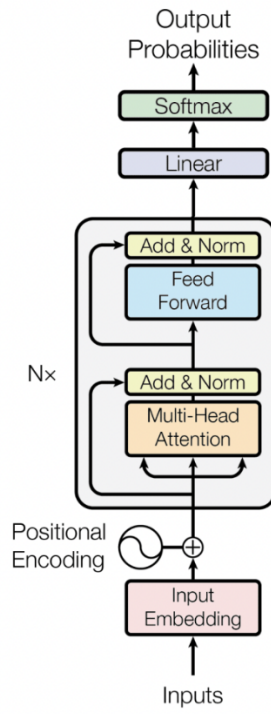 Output
Probabilities
Softmax
Linear
Add & Norm
Feed
Forward
N×
Add & Norm
Multi-Head
Attention
Positional
Encoding
Input
Embedding
Inputs